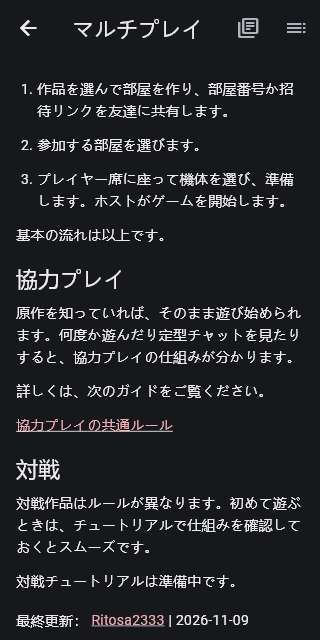 マルチプレイ
1. 作品を選んで部屋を作り、部屋番号か招
待リンクを友達に共有します。
2. 参加する部屋を選びます。
3. プレイヤー席に座って機体を選び、準備
します。ホストがゲームを開始します。
基本の流れは以上です。
協力プレイ
原作を知っていれば、そのまま遊び始められ
ます。何度か遊んだり定型チャットを見たり
すると、協力プレイの仕組みが分かります。
詳しくは、次のガイドをご覧ください。
協力プレイの共通ルール
対戦
対戦作品はルールが異なります。初めて遊ぶ
ときは、チュートリアルで仕組みを確認して
おくとスムーズです。
対戦チュートリアルは準備中です。
最終更新： Ritosa2333 | 2026-11-09